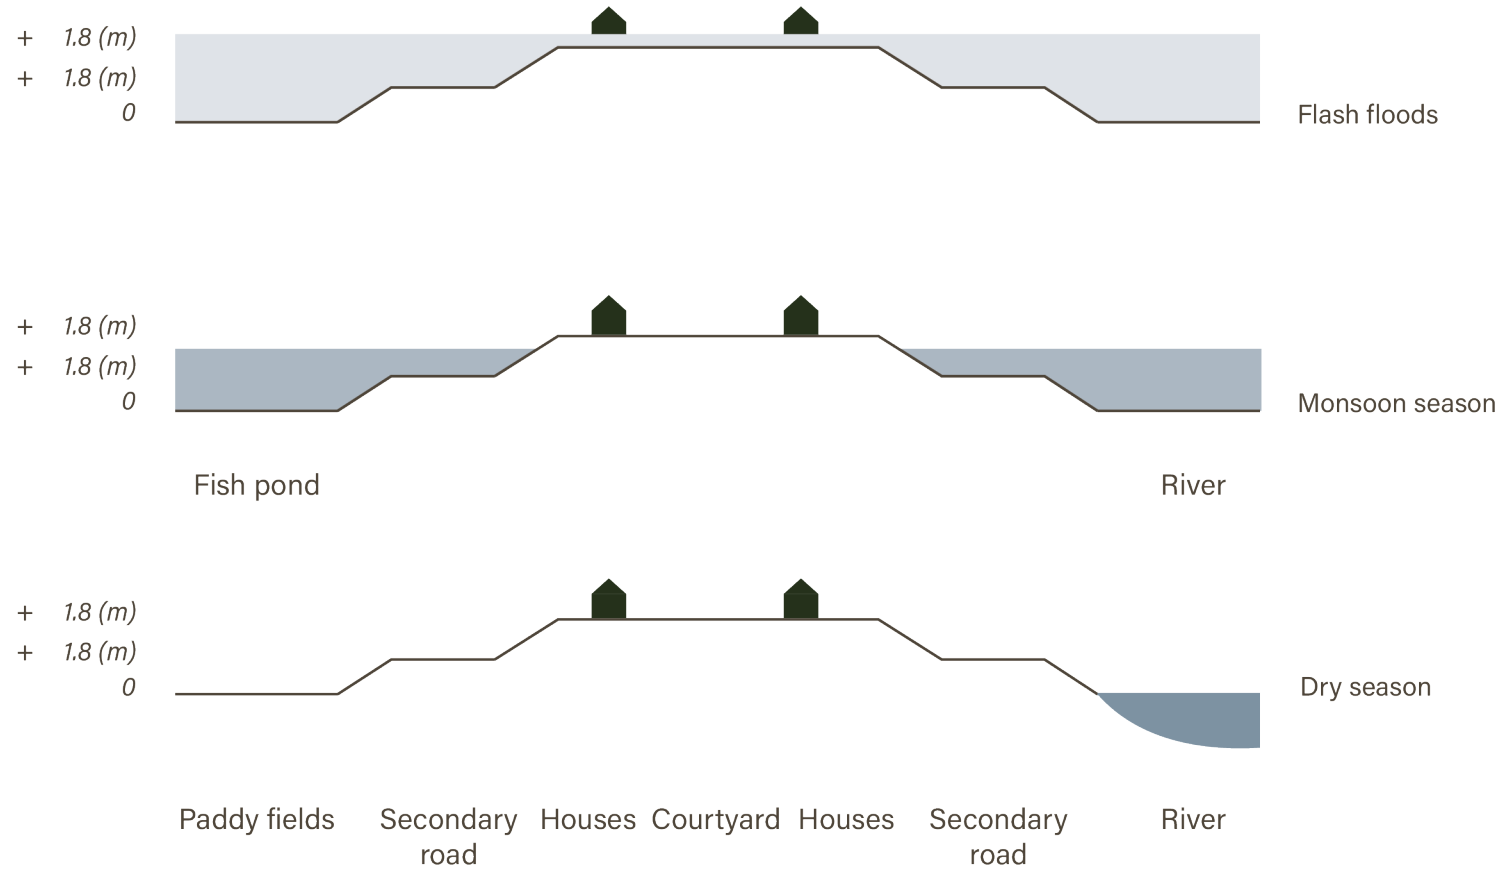 + 1.8 (m)
+ 1.8 (m)
0
Flash floods
+ 1.8 (m)
+ 1.8 (m)
0
Monsoon season
Fish pond
River
+ 1.8 (m)
+ 1.8 (m)
0
Dry season
Paddy fields
Secondary road
Houses
Courtyard
Houses
Secondary road
River